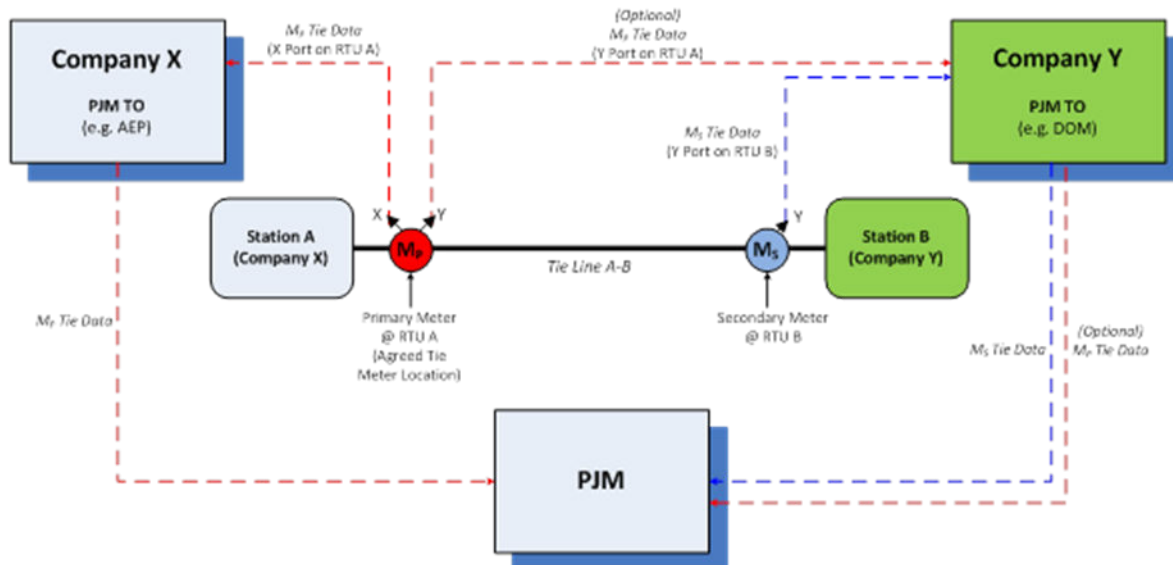 Company X
PJM TO
(e.g. AEP)
MP Tie Data
(X Port on RTU A)
(Optional)
MP Tie Data
(Y Port on RTU A)
Company Y
PJM TO
(e.g. DOM)
MS Tie Data
(Y Port on RTU B)
X
Y
Y
Station A
(Company X)
MP
Tie Line A-B
MS
Station B
(Company Y)
Primary Meter
@ RTU A
(Agreed Tie
Meter Location)
Secondary Meter
@ RTU B
MP Tie Data
MS Tie Data
(Optional)
MP Tie Data
PJM